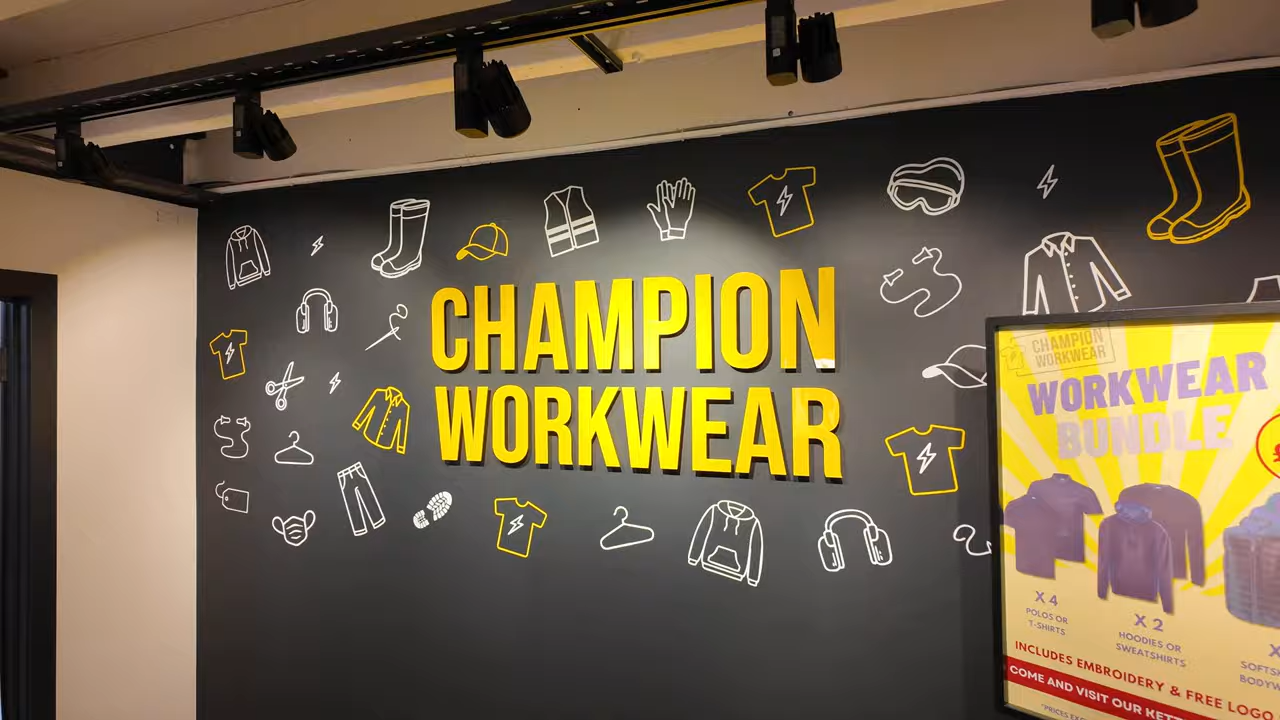 CHAMPION
WORKWEAR
CHAMPION
WORKWEAR
WORKWEAR
BUNDLE
X 4
POLOS OR
T-SHIRTS
X 2
HOODIES OR
SWEATSHIRTS
X
INCLUDES EMBROIDERY & FREE LOGO
COME AND VISIT OUR